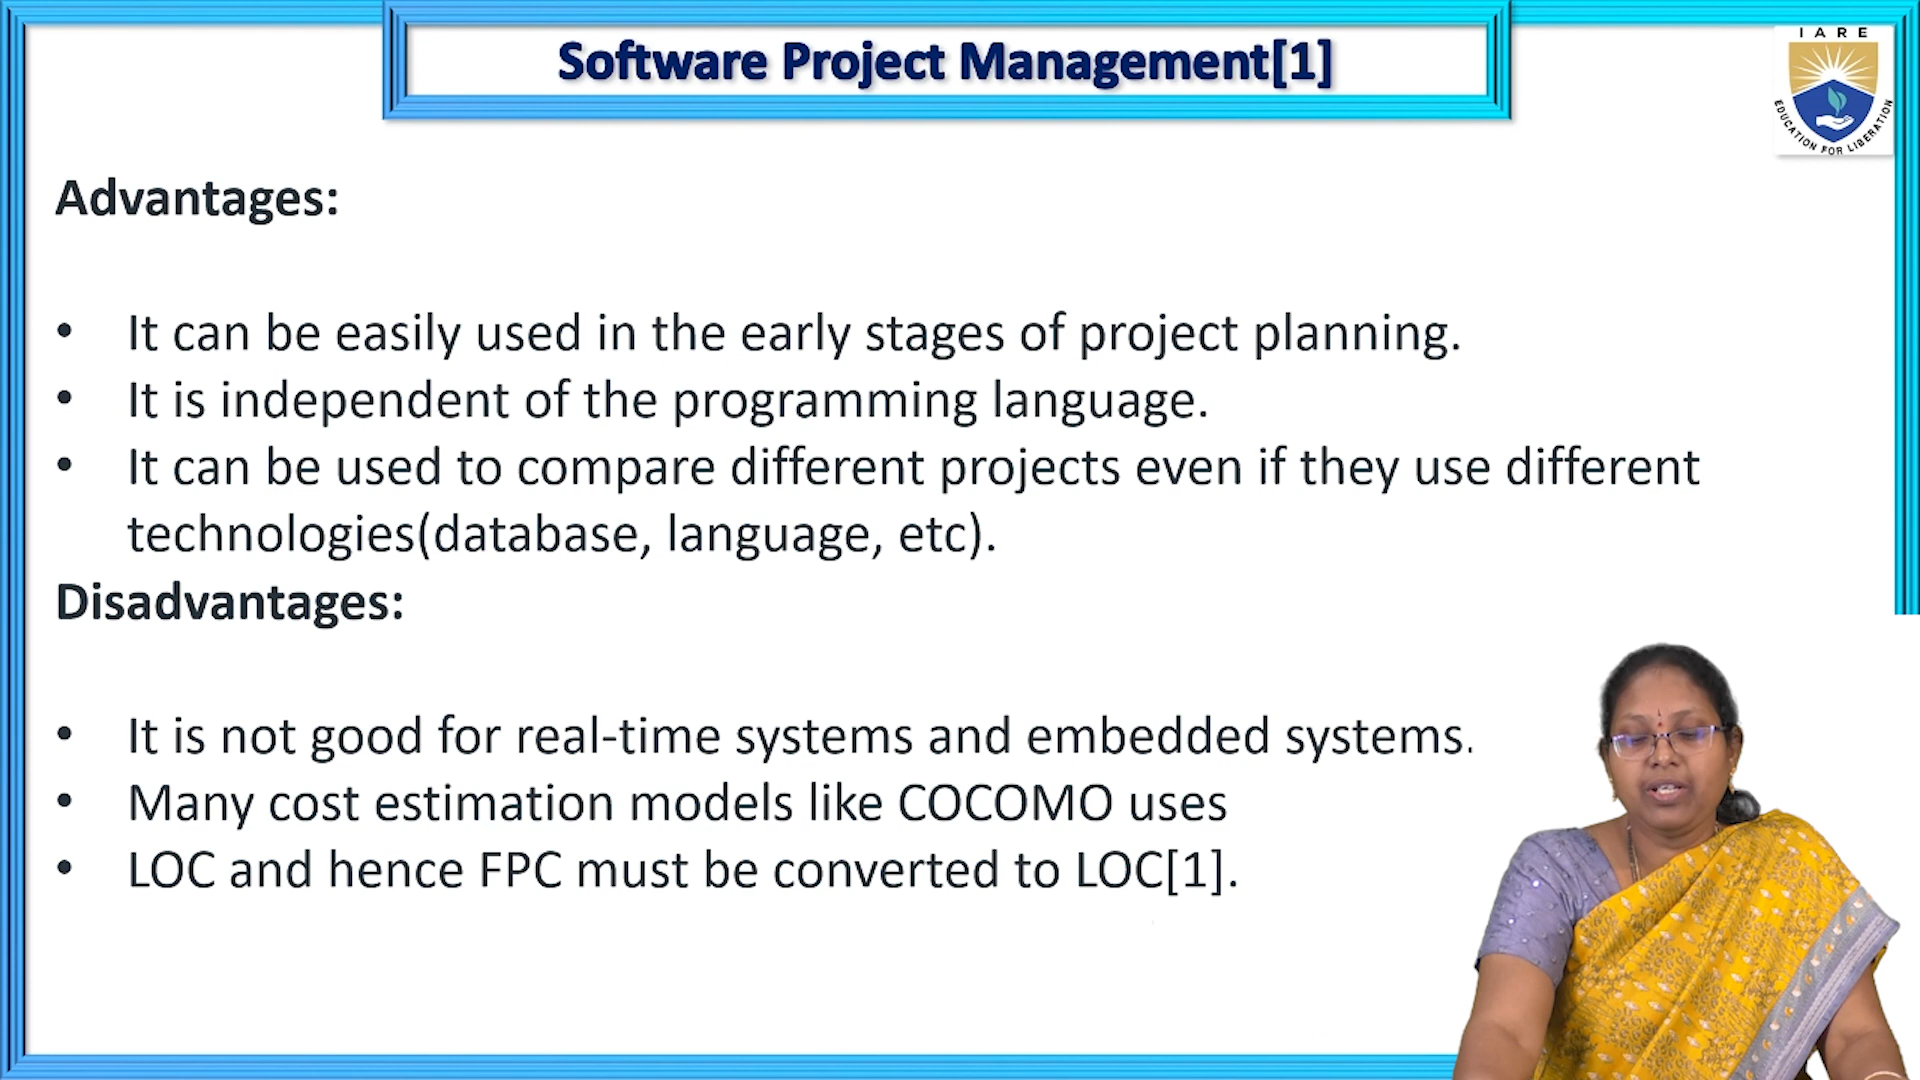 Software Project Management[1]
IARE
EDUCATION FOR LIBERATION
Advantages:
• It can be easily used in the early stages of project planning.
• It is independent of the programming language.
• It can be used to compare different projects even if they use different
technologies(database, language, etc).
Disadvantages:
• It is not good for real-time systems and embedded systems.
• Many cost estimation models like COCOMO uses
• LOC and hence FPC must be converted to LOC[1].